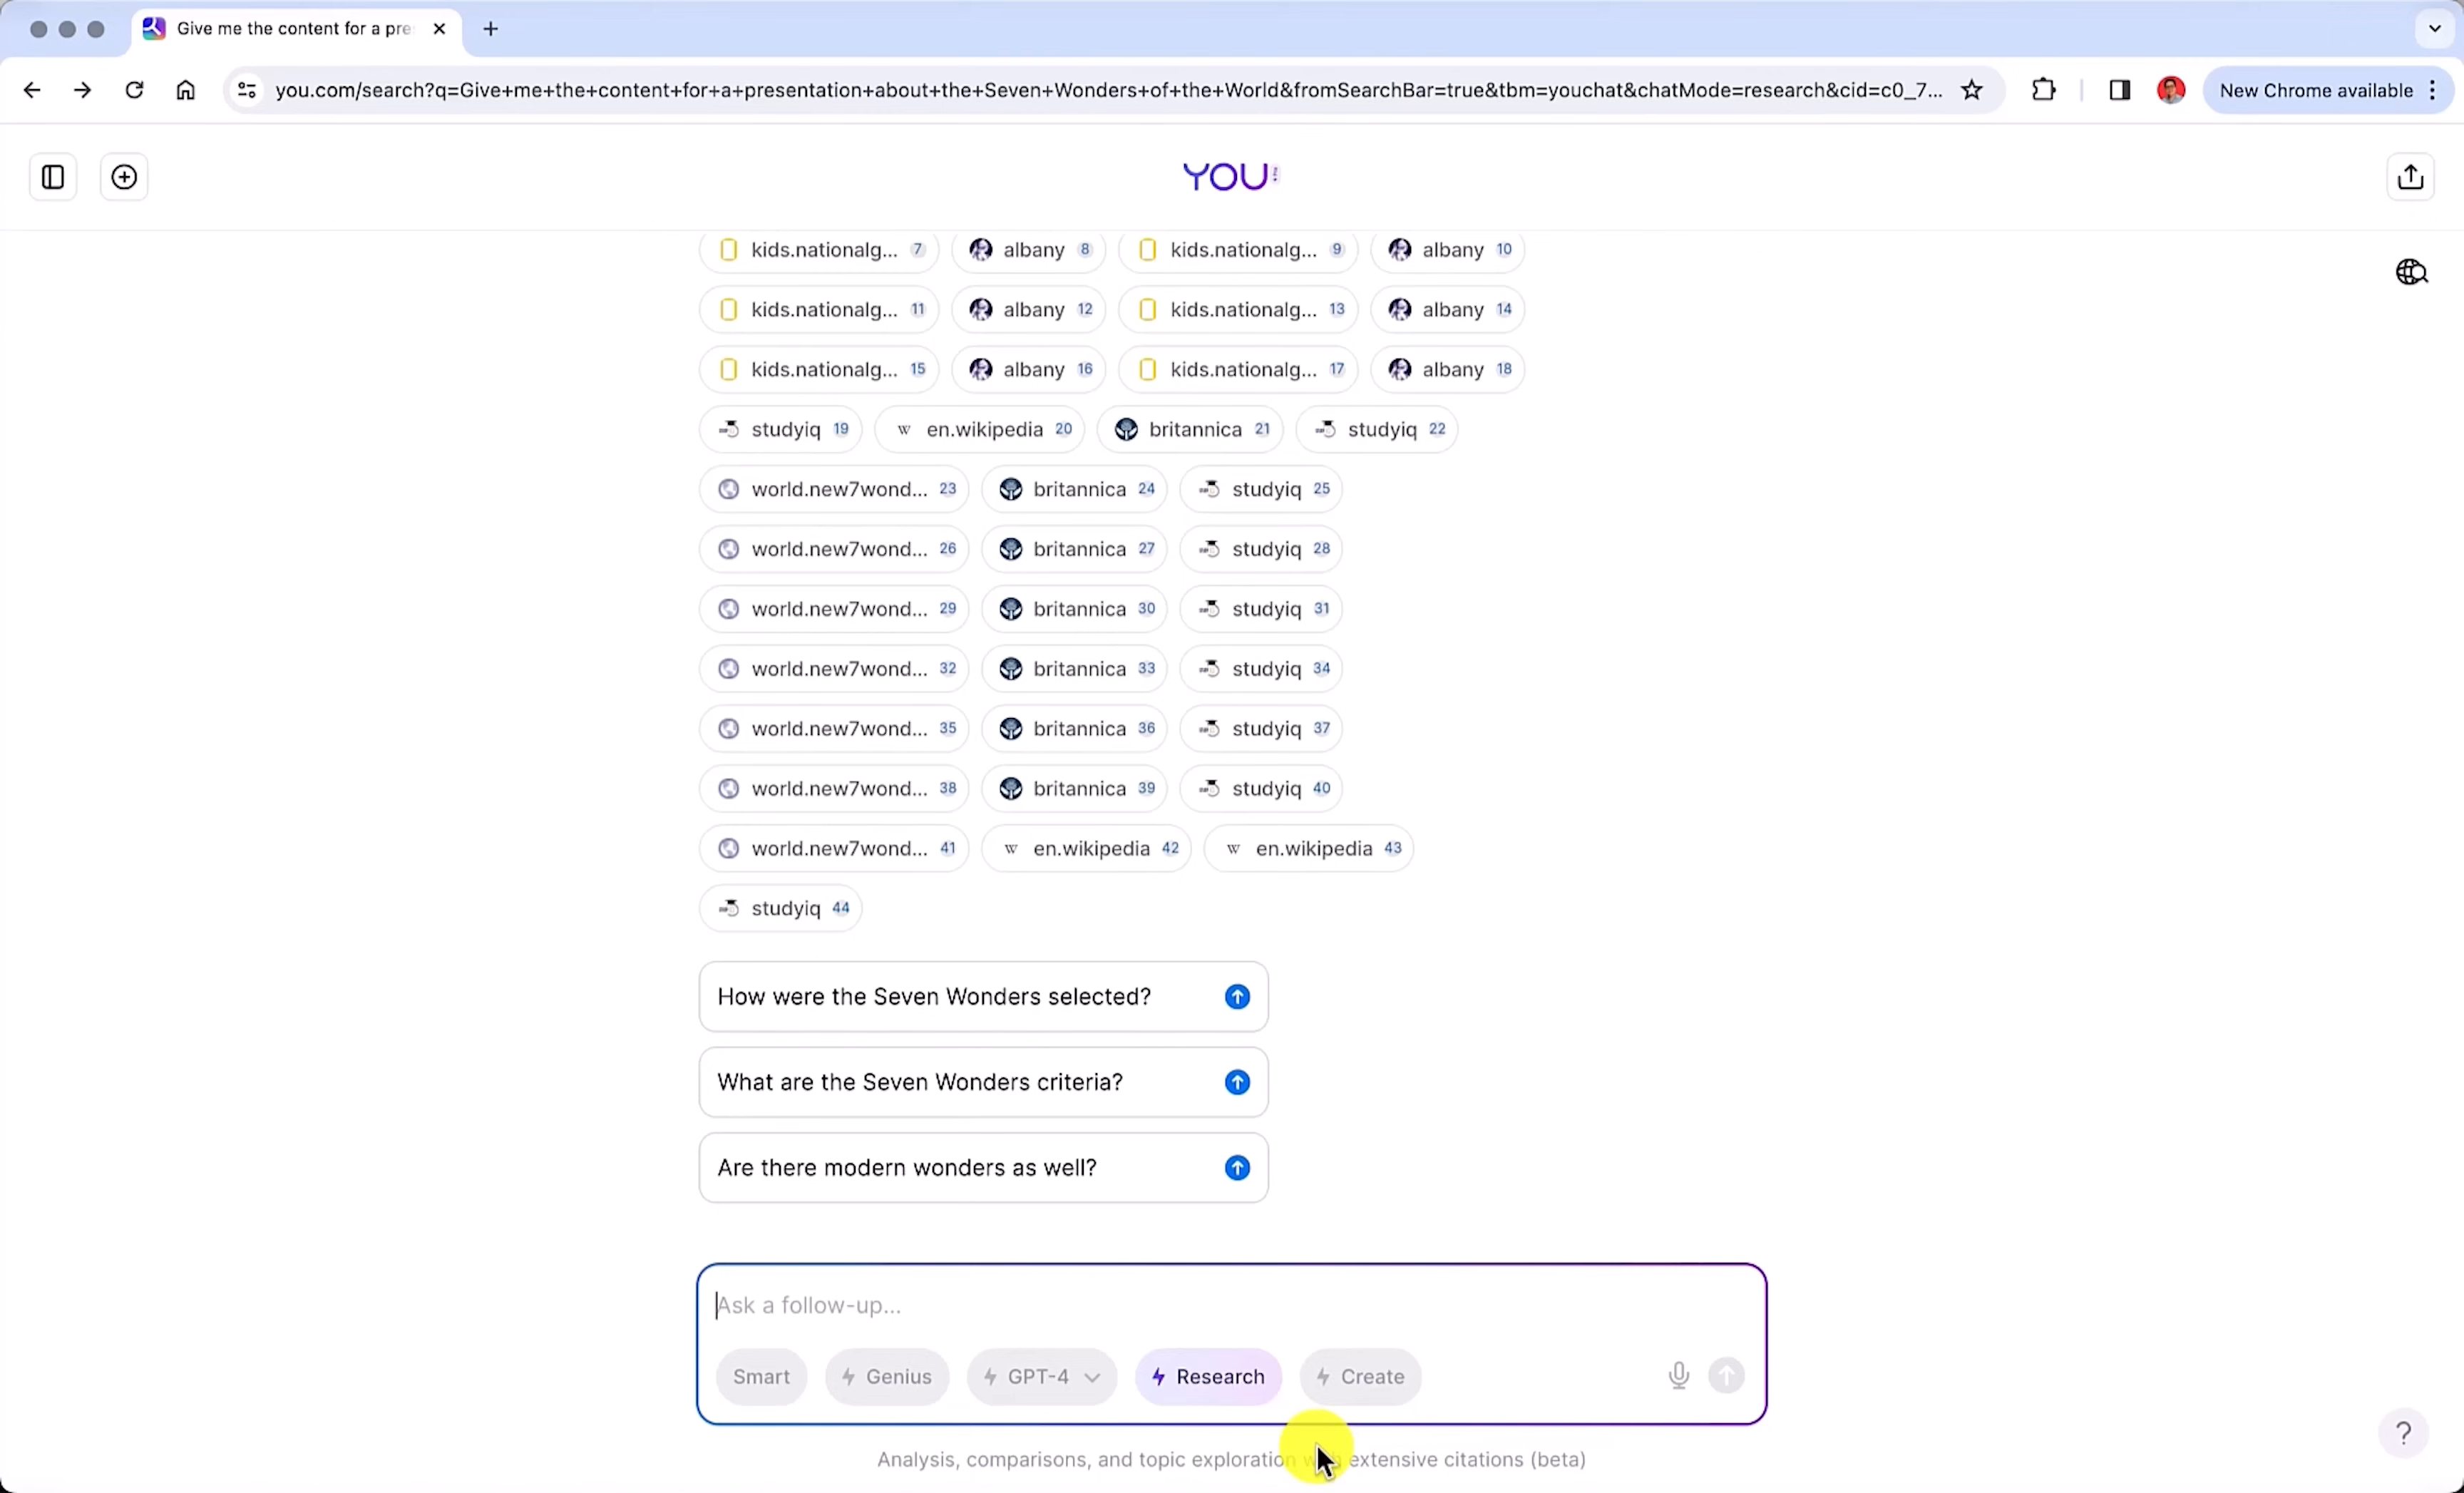 Give me the content for a pre
you.com/search?q=Give+me+the+content+for+a+presentation+about+the+Seven+Wonders+of+the+World&fromSearchBar=true&tbm=youchat&chatMode=research&cid=c0_7...
New Chrome available
YOU
kids.nationalg... 7 albany 8 kids.nationalg... 9 albany 10
kids.nationalg... 11 albany 12 kids.nationalg... 13 albany 14
kids.nationalg... 15 albany 16 kids.nationalg... 17 albany 18
studyiq 19 W en.wikipedia 20 britannica 21 studyiq 22
world.new7wond... 23 britannica 24 studyiq 25
world.new7wond... 26 britannica 27 studyiq 28
world.new7wond... 29 britannica 30 studyiq 31
world.new7wond... 32 britannica 33 studyiq 34
world.new7wond... 35 britannica 36 studyiq 37
world.new7wond... 38 britannica 39 studyiq 40
world.new7wond... 41 W en.wikipedia 42 W en.wikipedia 43
studyiq 44
How were the Seven Wonders selected?
What are the Seven Wonders criteria?
Are there modern wonders as well?
Ask a follow-up...
Smart Genius GPT-4 Research Create
Analysis, comparisons, and topic exploration extensive citations (beta)
?